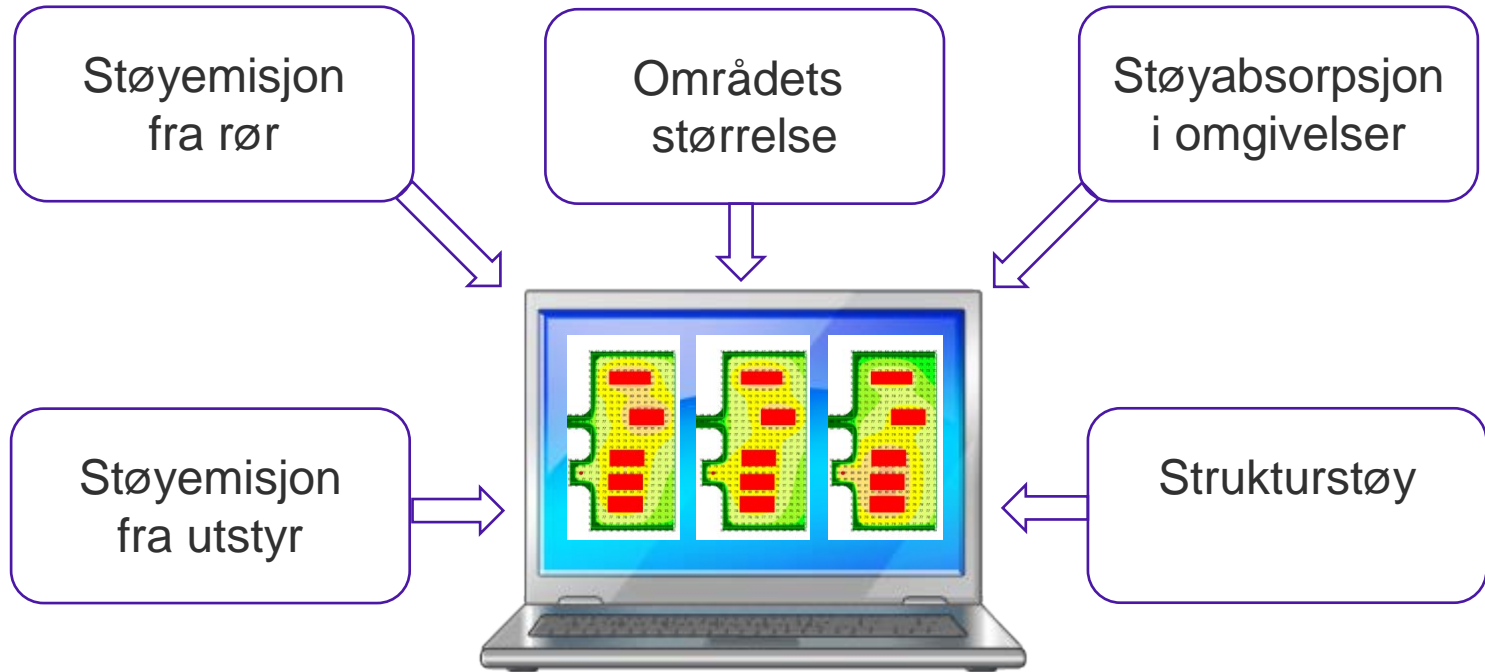 Støyemisjon
fra rør
Områdets
størrelse
Støyabsorpsjon
i omgivelser
Støyemisjon
fra utstyr
Strukturstøy